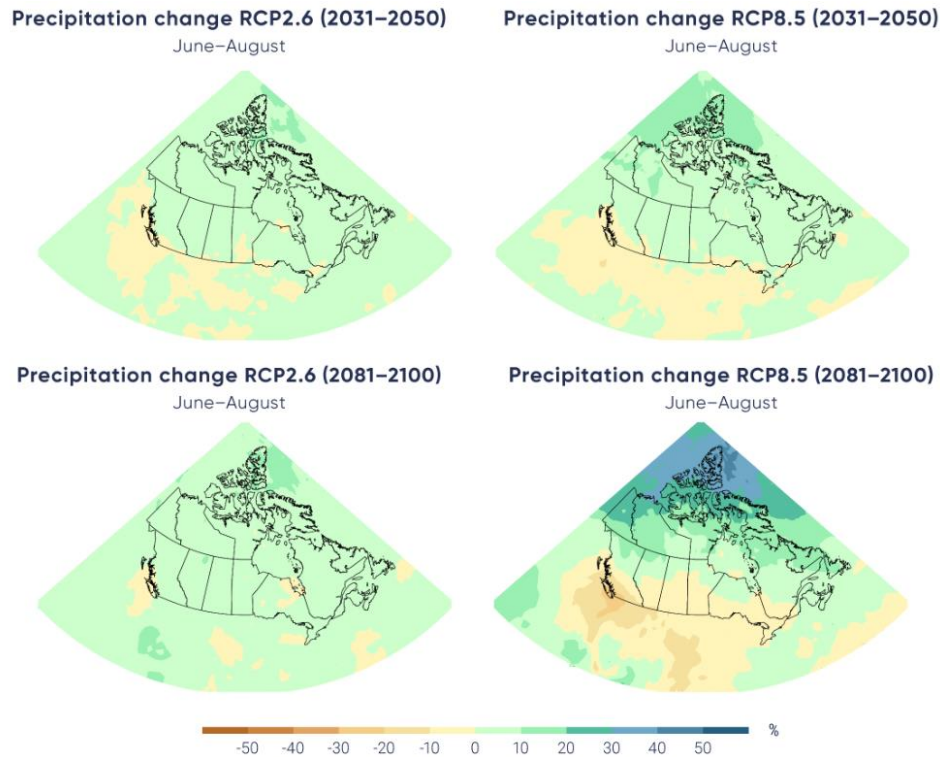 Precipitation change RCP2.6 (2031–2050)
June–August
Precipitation change RCP8.5 (2031–2050)
June–August
Precipitation change RCP2.6 (2081–2100)
June–August
Precipitation change RCP8.5 (2081–2100)
June–August
%
-50 -40 -30 -20 -10 0 10 20 30 40 50